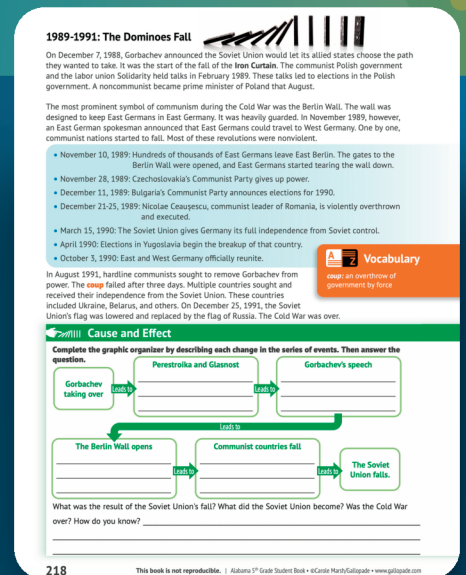 1989-1991: The Dominoes Fall
On December 7, 1988, Gorbachev announced the Soviet Union would let its allied states choose the path
they wanted to take. It was the start of the fall of the Iron Curtain. The communist Polish government
and the labor union Solidarity held talks in February 1989. These talks led to elections in the Polish
government. A noncommunist became prime minister of Poland that August.
The most prominent symbol of communism during the Cold War was the Berlin Wall. The wall was
designed to keep East Germans in East Germany. It was heavily guarded. In November 1989, however,
an East German spokesman announced that East Germans could travel to West Germany. One by one,
communist nations started to fall. Most of these revolutions were nonviolent.
• November 10, 1989: Hundreds of thousands of East Germans leave East Berlin. The gates to the
Berlin Wall were opened, and East Germans started tearing the wall down.
• November 28, 1989: Czechoslovakia's Communist Party gives up power.
• December 11, 1989: Bulgaria's Communist Party announces elections for 1990.
• December 21-25, 1989: Nicolae Ceaușescu, communist leader of Romania, is violently overthrown
and executed.
• March 15, 1990: The Soviet Union gives Germany its full independence from Soviet control.
• April 1990: Elections in Yugoslavia begin the breakup of that country.
• October 3, 1990: East and West Germany officially reunite.
A Z Vocabulary
coup: an overthrow of
government by force
In August 1991, hardline communists sought to remove Gorbachev from
power. The coup failed after three days. Multiple countries sought and
received their independence from the Soviet Union. These countries
included Ukraine, Belarus, and others. On December 25, 1991, the Soviet
Union's flag was lowered and replaced by the flag of Russia. The Cold War was over.
Cause and Effect
Complete the graphic organizer by describing each change in the series of events. Then answer the
question.
Gorbachev
taking over
Leads to
Perestroika and Glasnost
Leads to
Gorbachev's speech
Leads to
The Berlin Wall opens
Leads to
Communist countries fall
Leads to
The Soviet
Union falls.
What was the result of the Soviet Union's fall? What did the Soviet Union become? Was the Cold War
over? How do you know?
218
This book is not reproducible. | Alabama 5th Grade Student Book • ©Carole Marsh/Gallopade • www.gallopade.com